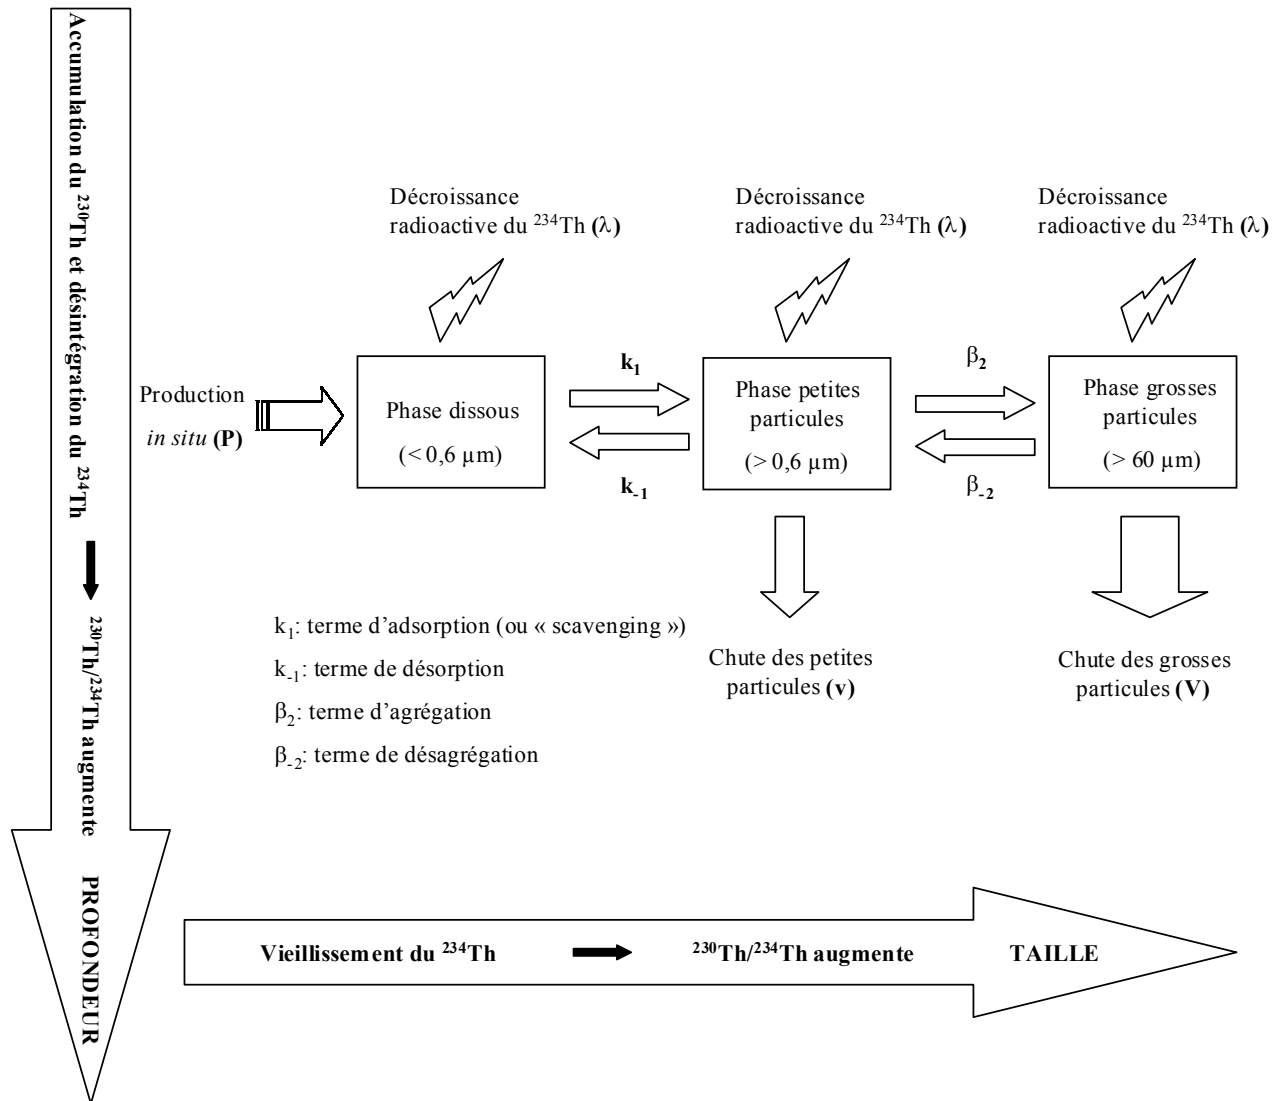 Accumulation du ²³⁰Th et désintégration du ²³⁴Th
²³⁰Th/²³⁴Th augmente
PROFONDEUR
Décroissance
radioactive du ²³⁴Th (λ)
Décroissance
radioactive du ²³⁴Th (λ)
Décroissance
radioactive du ²³⁴Th (λ)
Production
in situ (P)
Phase dissous
(< 0,6 µm)
k₁
k₋₁
Phase petites
particules
(> 0,6 µm)
β₂
β₋₂
Phase grosses
particules
(> 60 µm)
k₁: terme d'adsorption (ou « scavenging »)
k₋₁: terme de désorption
β₂: terme d'agrégation
β₋₂: terme de désagrégation
Chute des petites
particules (v)
Chute des grosses
particules (V)
Vieillissement du ²³⁴Th
²³⁰Th/²³⁴Th augmente
TAILLE